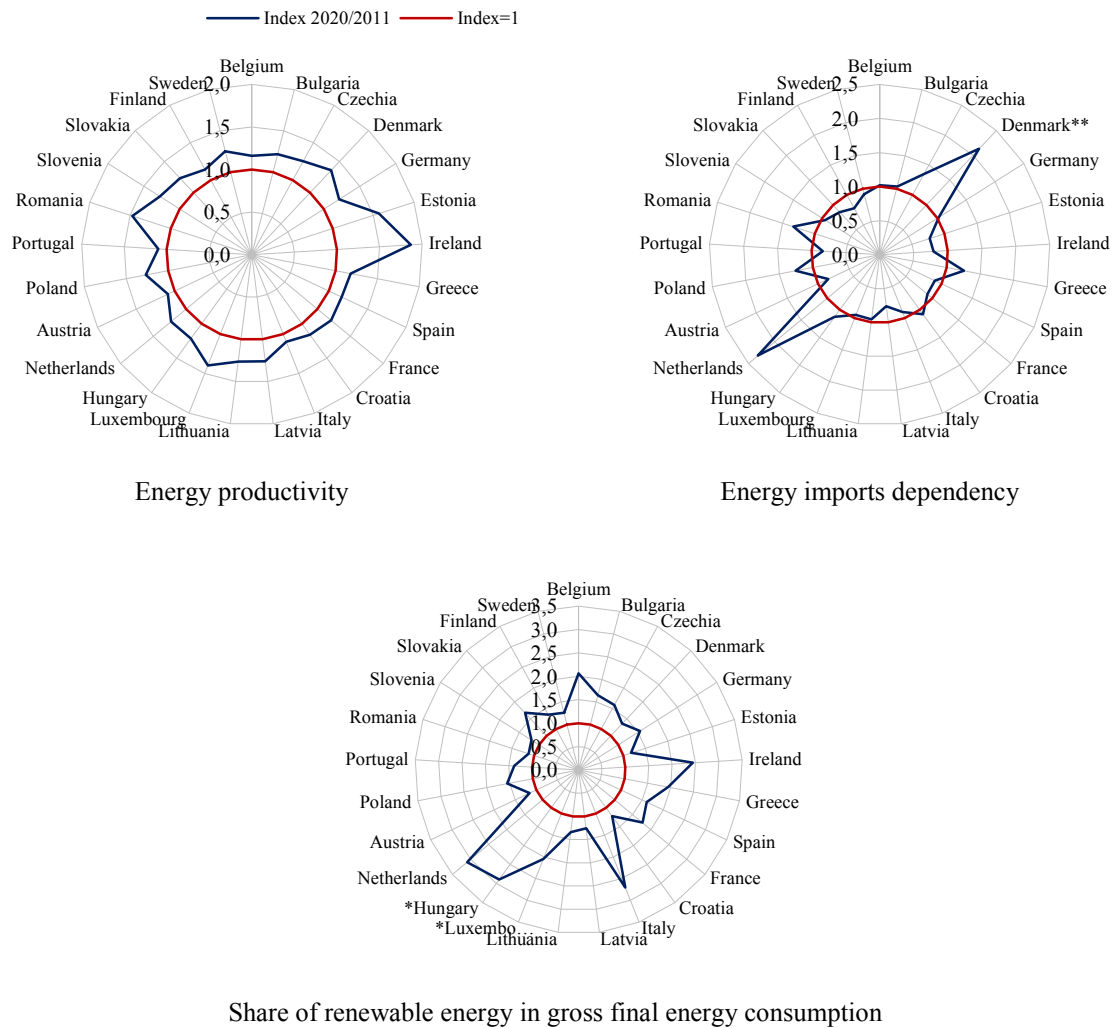 Index 2020/2011 Index=1
Belgium
Bulgaria
Czechia
Denmark
Germany
Estonia
Ireland
Greece
Spain
France
Croatia
Italy
Latvia
Lithuania
Luxembourg
Hungary
Netherlands
Austria
Poland
Portugal
Romania
Slovenia
Slovakia
Finland
Sweden
2,0
1,5
1,0
0,5
0,0
Energy productivity
Belgium
Bulgaria
Czechia
Denmark**
Germany
Estonia
Ireland
Greece
Spain
France
Croatia
Italy
Latvia
Lithuania
Luxembourg
Hungary
Netherlands
Austria
Poland
Portugal
Romania
Slovenia
Slovakia
Finland
Sweden
2,5
2,0
1,5
1,0
0,5
0,0
Energy imports dependency
Belgium
Bulgaria
Czechia
Denmark
Germany
Estonia
Ireland
Greece
Spain
France
Croatia
Italy
Latvia
Lithuania
*Luxembo…
*Hungary
Netherlands
Austria
Poland
Portugal
Romania
Slovenia
Slovakia
Finland
Sweden
3,5
3,0
2,5
2,0
1,5
1,0
0,5
0,0
Share of renewable energy in gross final energy consumption